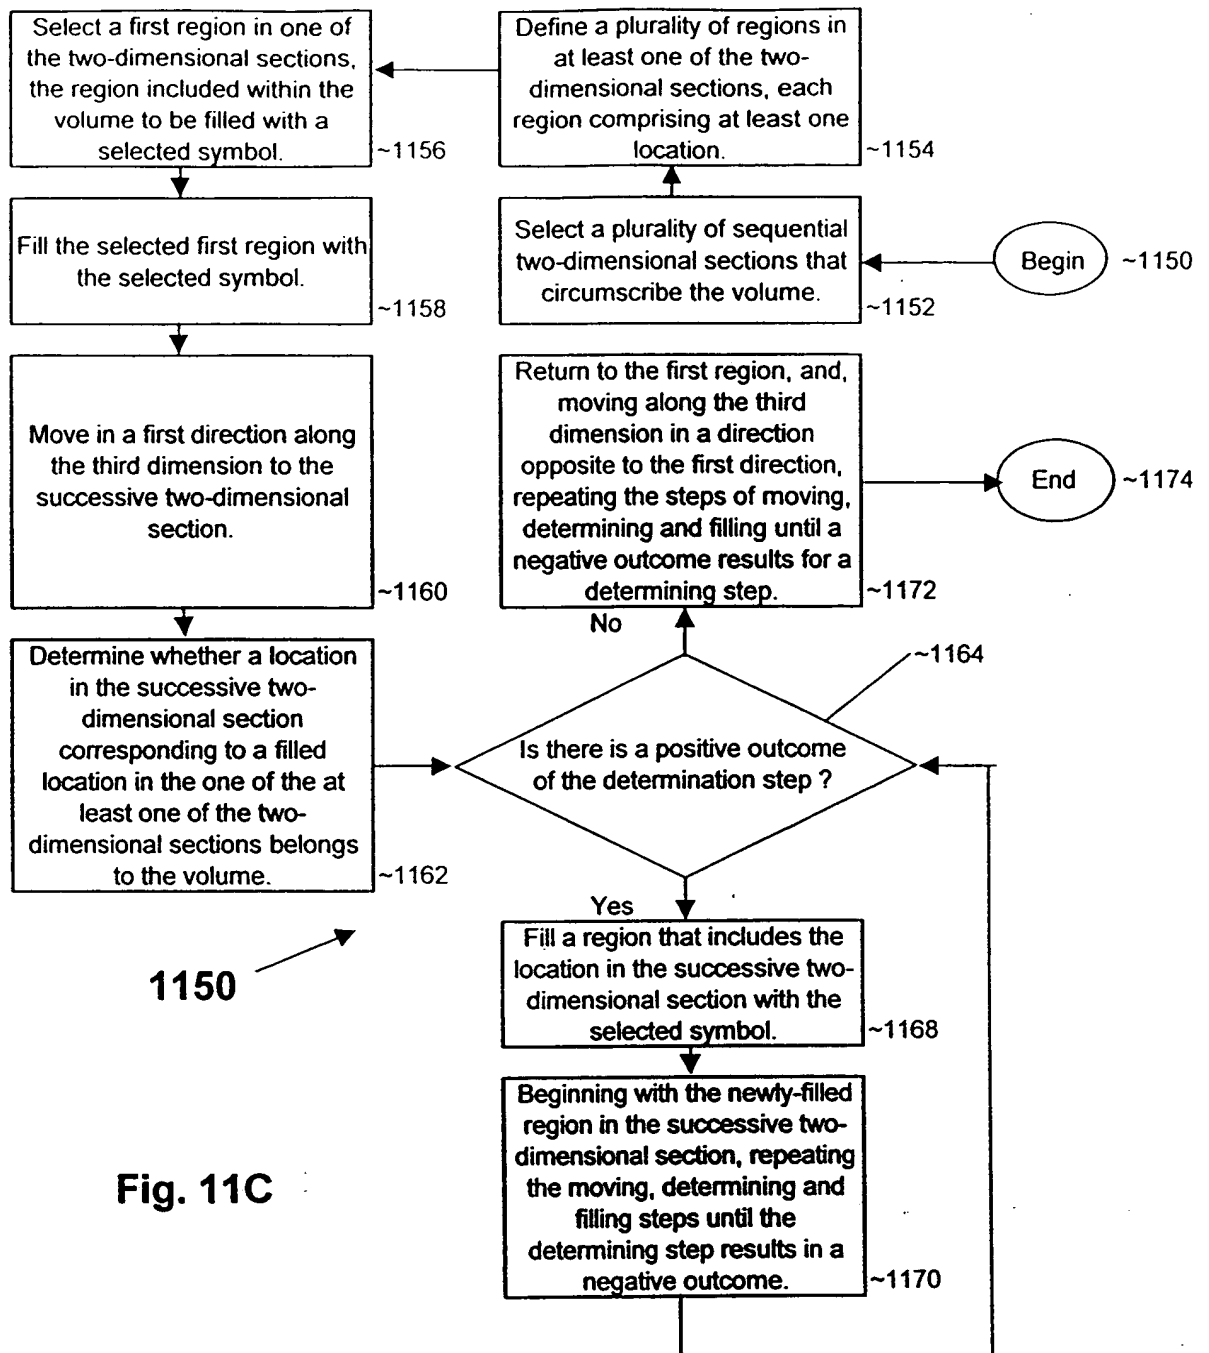 Begin
~1150
Select a plurality of sequential
two-dimensional sections that
circumscribe the volume.
~1152
Define a plurality of regions in
at least one of the two-
dimensional sections, each
region comprising at least one
location.
~1154
Select a first region in one of
the two-dimensional sections,
the region included within the
volume to be filled with a
selected symbol.
~1156
Fill the selected first region with
the selected symbol.
~1158
Move in a first direction along
the third dimension to the
successive two-dimensional
section.
~1160
Determine whether a location
in the successive two-
dimensional section
corresponding to a filled
location in the one of the at
least one of the two-
dimensional sections belongs
to the volume.
~1162
Is there is a positive outcome
of the determination step ?
~1164
No
Return to the first region, and,
moving along the third
dimension in a direction
opposite to the first direction,
repeating the steps of moving,
determining and filling until a
negative outcome results for a
determining step.
~1172
End
~1174
Yes
Fill a region that includes the
location in the successive two-
dimensional section with the
selected symbol.
~1168
Beginning with the newly-filled
region in the successive two-
dimensional section, repeating
the moving, determining and
filling steps until the
determining step results in a
negative outcome.
~1170
1150
Fig. 11C